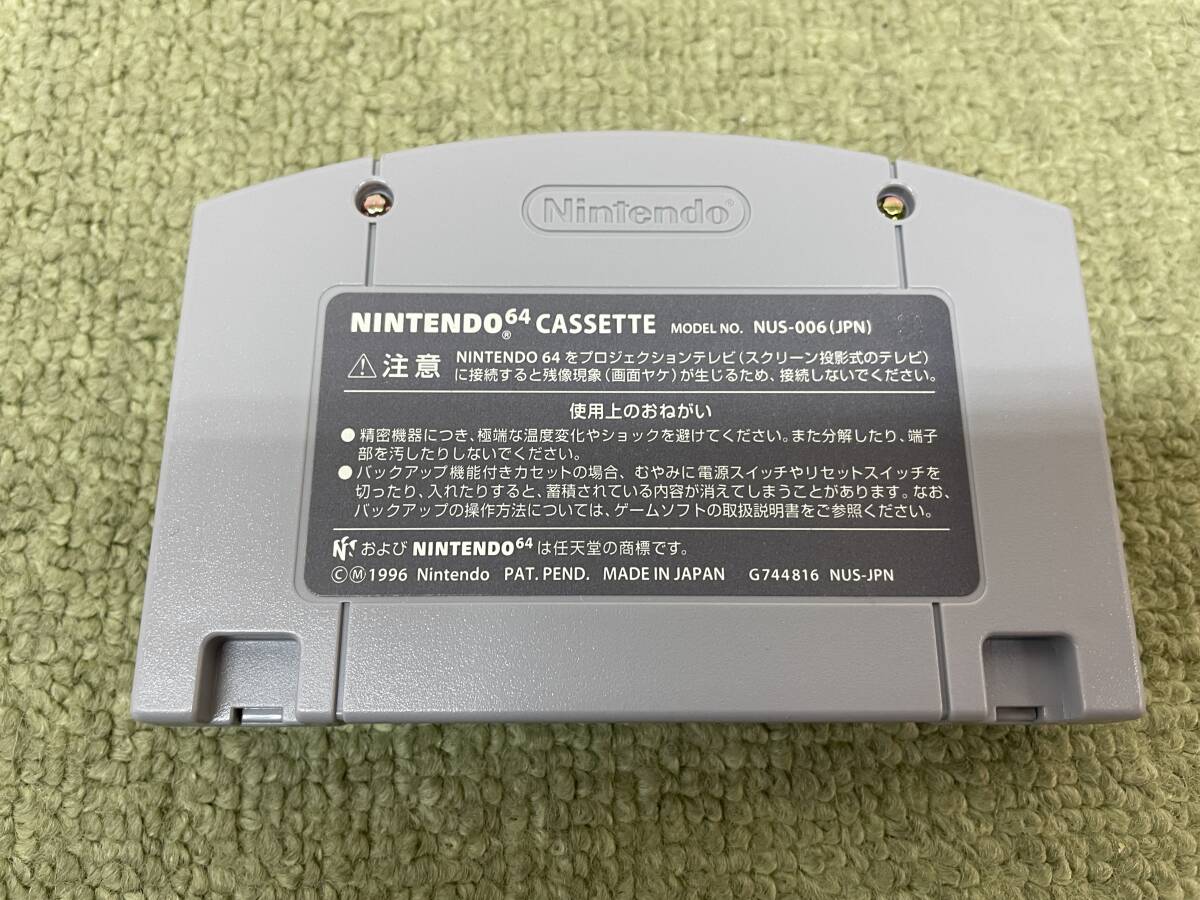 Nintendo®
NINTENDO64® CASSETTE MODEL NO. NUS-006(JPN)
⚠注意 NINTENDO 64 をプロジェクションテレビ(スクリーン投影式のテレビ)
に接続すると残像現象(画面ヤケ)が生じるため、接続しないでください。
使用上のおねがい
●精密機器につき、極端な温度変化やショックを避けてください。また分解したり、端子
部を汚したりしないでください。
●バックアップ機能付きカセットの場合、むやみに電源スイッチやリセットスイッチを
切ったり、入れたりすると、蓄積されている内容が消えてしまうことがあります。なお、
バックアップの操作方法については、ゲームソフトの取扱説明書をご参照ください。
および NINTENDO64 は任天堂の商標です。
ⒸⓂ1996 Nintendo PAT. PEND. MADE IN JAPAN G744816 NUS-JPN